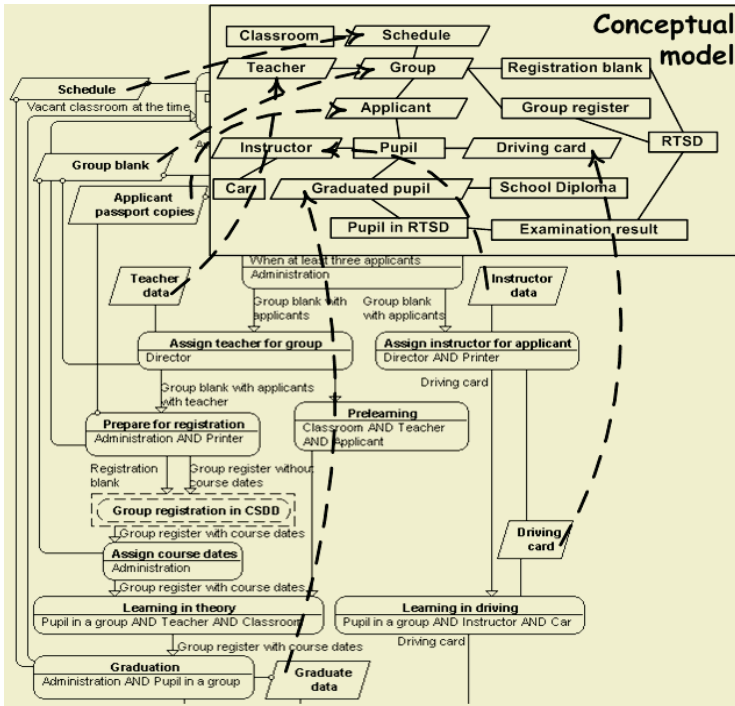 Conceptual
model
Classroom
Schedule
Teacher
Group
Registration blank
Applicant
Group register
RTSD
Instructor
Pupil
Driving card
Car
Graduated pupil
School Diploma
Pupil in RTSD
Examination result
Schedule
Vacant classroom at the time
Group blank
Applicant
passport copies
When at least three applicants
Administration
Teacher
data
Instructor
data
Group blank with
applicants
Group blank
with applicants
Assign teacher for group
Director
Assign instructor for applicant
Director AND Printer
Group blank with applicants
with teacher
Driving card
Prepare for registration
Administration AND Printer
Prelearning
Classroom AND Teacher
AND Applicant
Registration
blank
Group register without
course dates
Group registration in CSDD
Group register with course dates
Driving
card
Assign course dates
Administration
Group register with course dates
Learning in theory
Pupil in a group AND Teacher AND Classroom
Learning in driving
Pupil in a group AND Instructor AND Car
Group register with course dates
Driving card
Graduation
Administration AND Pupil in a group
Graduate
data